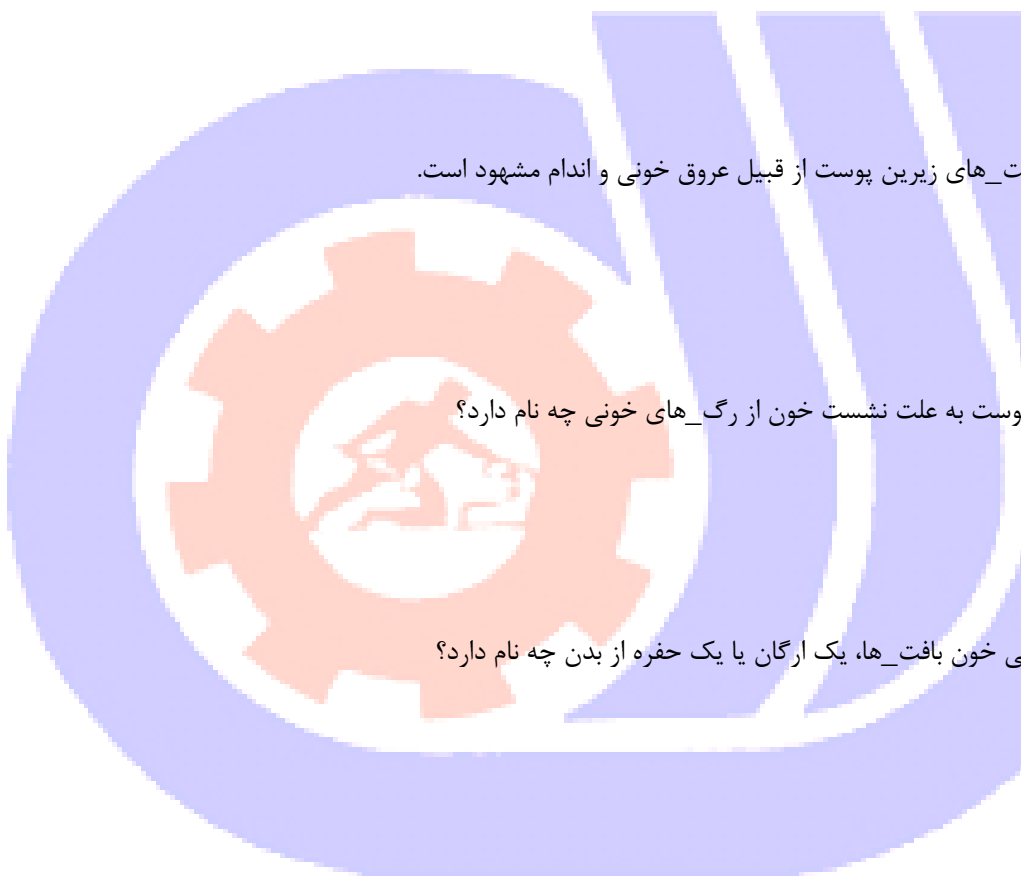 ت_های زیرین پوست از قبیل عروق خونی و اندام مشهود است.
وست به علت نشست خون از رگ_های خونی چه نام دارد؟
ی خون بافت_ها، یک ارگان یا یک حفره از بدن چه نام دارد؟